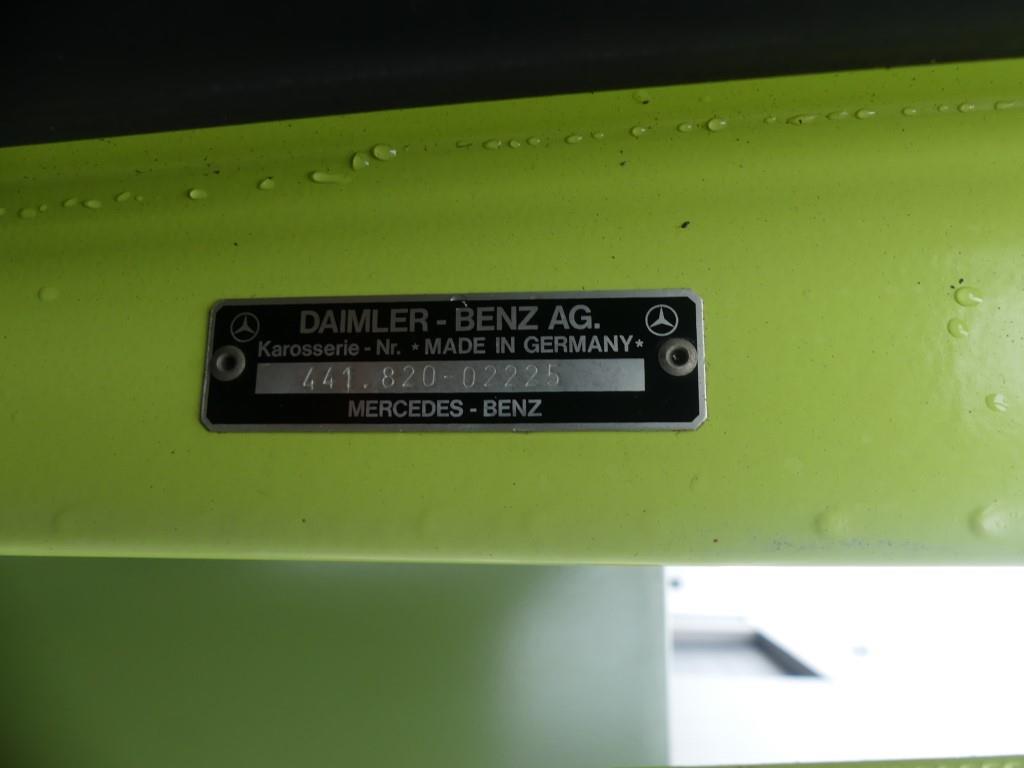 DAIMLER - BENZ AG.
Karosserie - Nr. * MADE IN GERMANY *
441.820-02225
MERCEDES - BENZ